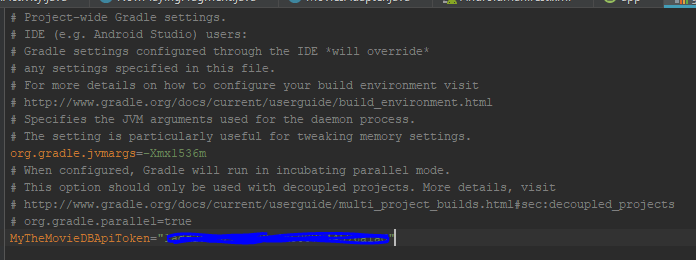 # Project-wide Gradle settings.
# IDE (e.g. Android Studio) users:
# Gradle settings configured through the IDE *will override*
# any settings specified in this file.
# For more details on how to configure your build environment visit
# http://www.gradle.org/docs/current/userguide/build_environment.html
# Specifies the JVM arguments used for the daemon process.
# The setting is particularly useful for tweaking memory settings.
org.gradle.jvmargs=-Xmx1536m
# When configured, Gradle will run in incubating parallel mode.
# This option should only be used with decoupled projects. More details, visit
# http://www.gradle.org/docs/current/userguide/multi_project_builds.html#sec:decoupled_projects
# org.gradle.parallel=true
MyTheMovieDBApiToken=""